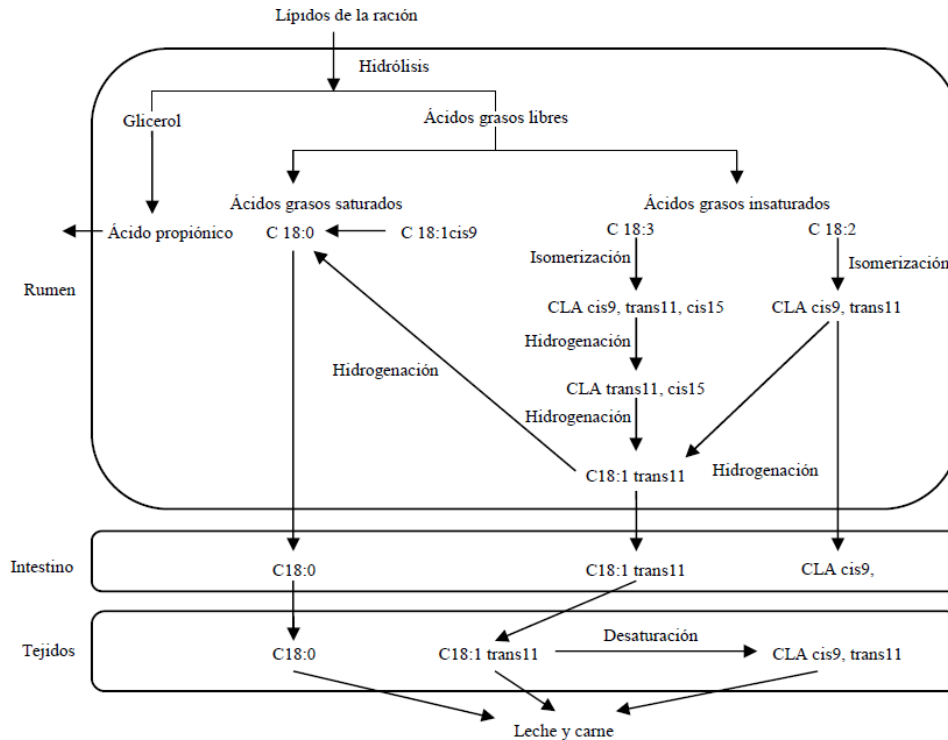 Lípidos de la ración
Hidrólisis
Glicerol
Ácidos grasos libres
Ácidos grasos saturados
Ácidos grasos insaturados
Ácido propiónico
C 18:0
C 18:1cis9
C 18:3
C 18:2
Isomerización
Isomerización
Rumen
CLA cis9, trans11, cis15
CLA cis9, trans11
Hidrogenación
Hidrogenación
CLA trans11, cis15
Hidrogenación
C18:1 trans11
Hidrogenación
Intestino
C18:0
C18:1 trans11
CLA cis9,
Desaturación
Tejidos
C18:0
C18:1 trans11
CLA cis9, trans11
Leche y carne